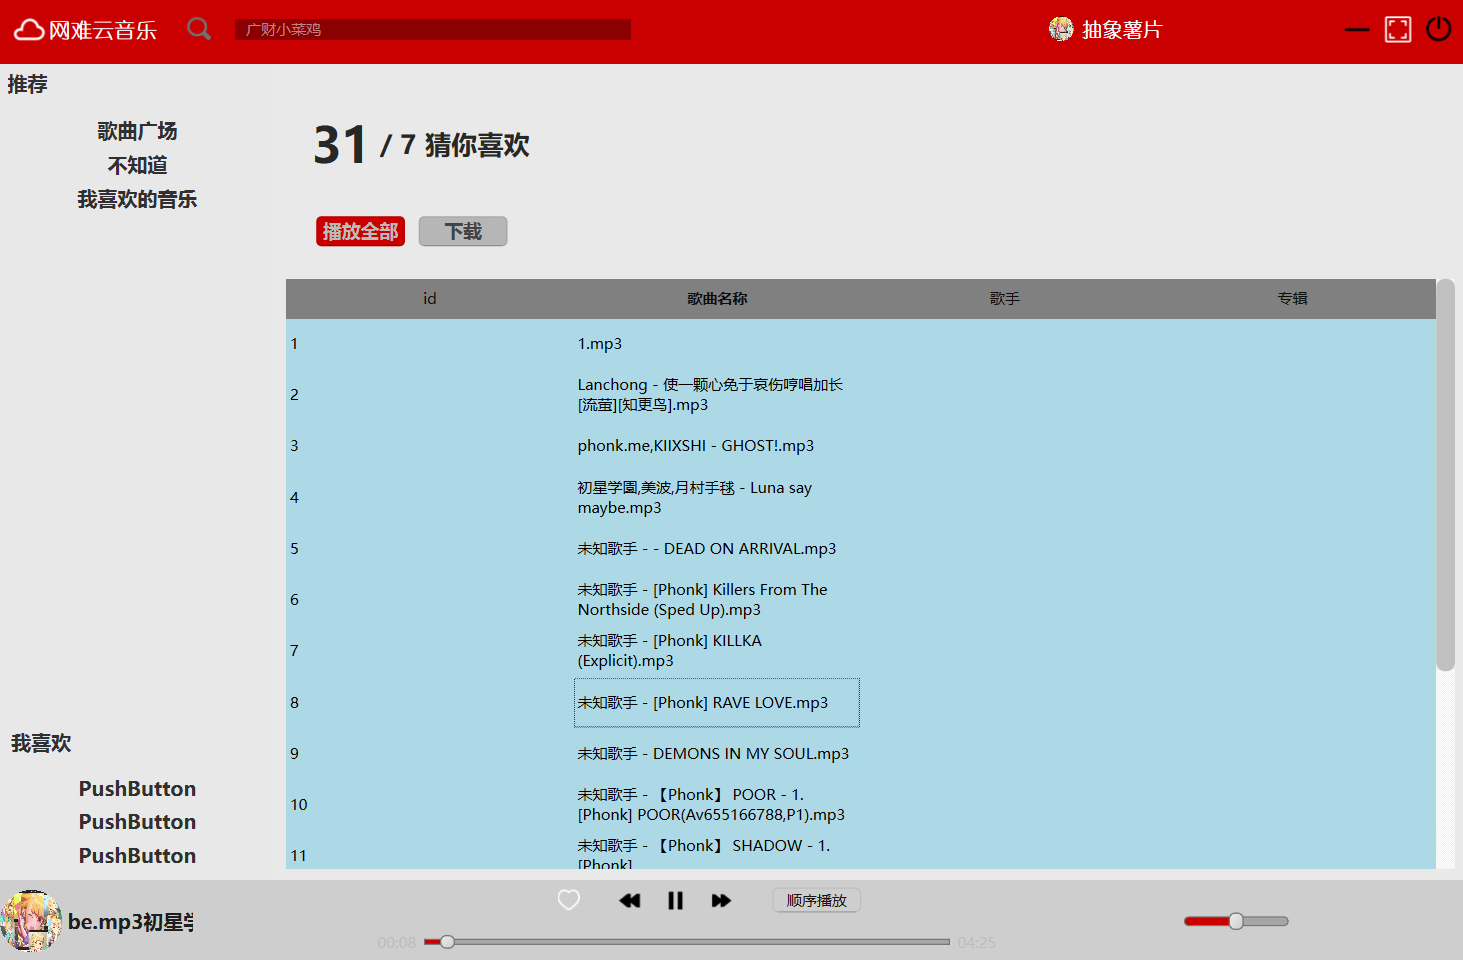 网难云音乐
广财小菜鸡
抽象薯片
推荐
歌曲广场
不知道
我喜欢的音乐
31 / 7 猜你喜欢
播放全部 下载
id 歌曲名称 歌手 专辑
1 1.mp3
2 Lanchong - 使一颗心免于哀伤哼唱加长
[流萤][知更鸟].mp3
3 phonk.me,KIIXSHI - GHOST!.mp3
4 初星学園,美波,月村手毬 - Luna say
maybe.mp3
5 未知歌手 - - DEAD ON ARRIVAL.mp3
6 未知歌手 - [Phonk] Killers From The
Northside (Sped Up).mp3
7 未知歌手 - [Phonk] KILLKA
(Explicit).mp3
8 未知歌手 - [Phonk] RAVE LOVE.mp3
9 未知歌手 - DEMONS IN MY SOUL.mp3
10 未知歌手 - 【Phonk】 POOR - 1.
[Phonk] POOR(Av655166788,P1).mp3
11 未知歌手 - 【Phonk】 SHADOW - 1.
[Phonk]
我喜欢
PushButton
PushButton
PushButton
be.mp3初星学
顺序播放
00:08 04:25